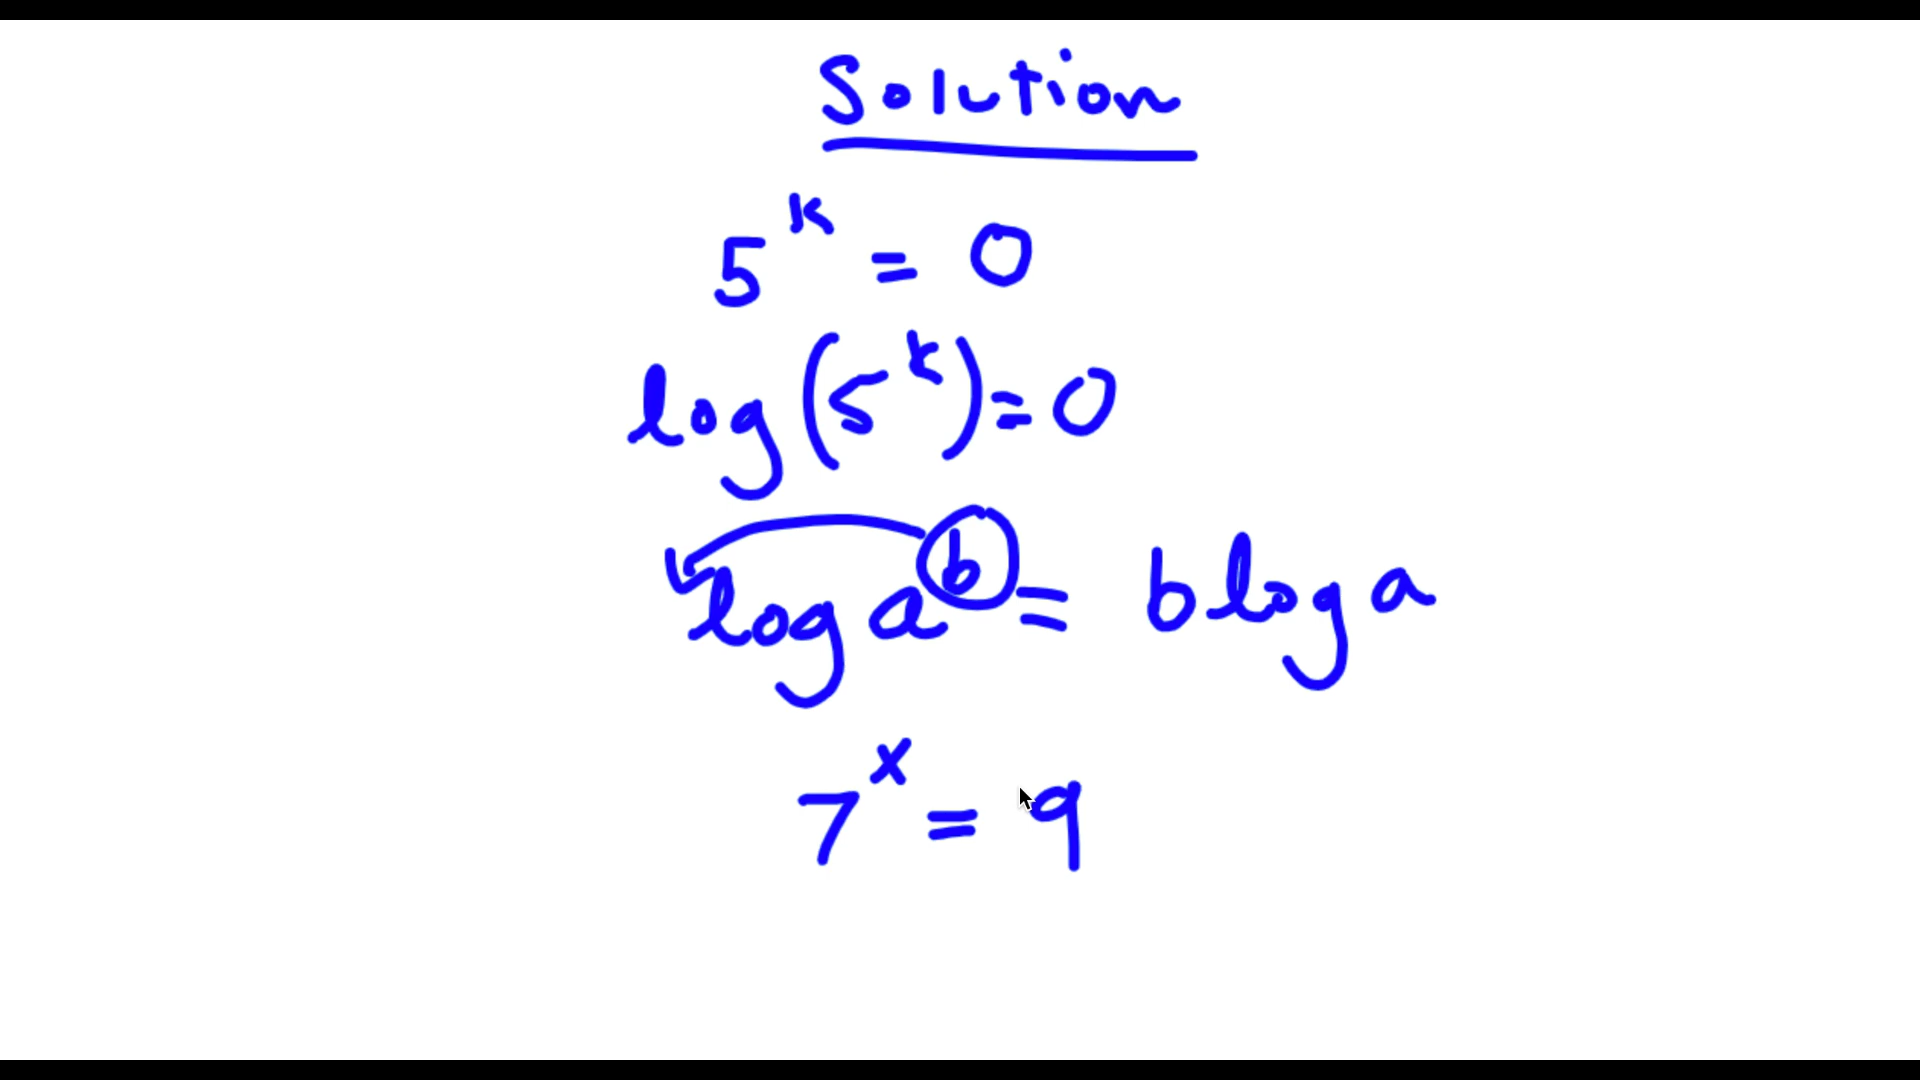 Solution
5^k = 0
log(5^k)=0
log a^b = b log a
7^x = 9